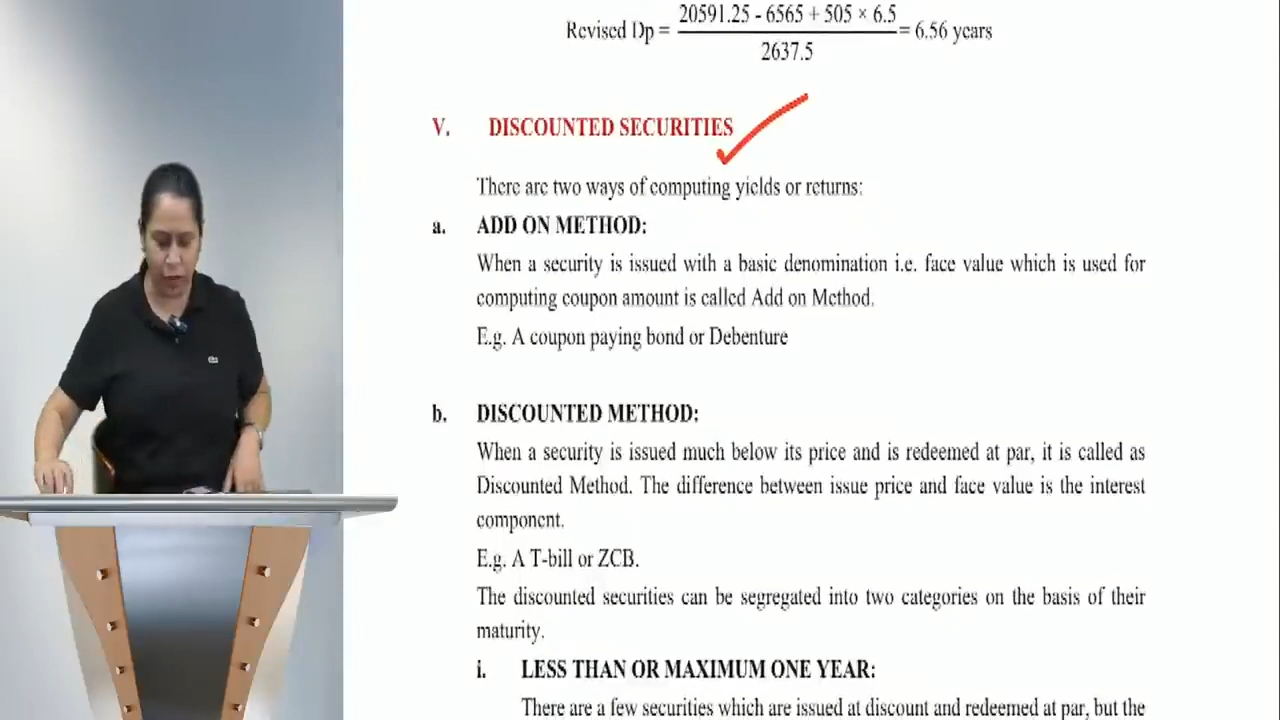 Revised Dp = 20591.25 - 6565 + 505 × 6.5 / 2637.5 = 6.56 years
V. DISCOUNTED SECURITIES
There are two ways of computing yields or returns:
a. ADD ON METHOD:
When a security is issued with a basic denomination i.e. face value which is used for
computing coupon amount is called Add on Method.
E.g. A coupon paying bond or Debenture
b. DISCOUNTED METHOD:
When a security is issued much below its price and is redeemed at par, it is called as
Discounted Method. The difference between issue price and face value is the interest
component.
E.g. A T-bill or ZCB.
The discounted securities can be segregated into two categories on the basis of their
maturity.
i. LESS THAN OR MAXIMUM ONE YEAR:
There are a few securities which are issued at discount and redeemed at par, but the